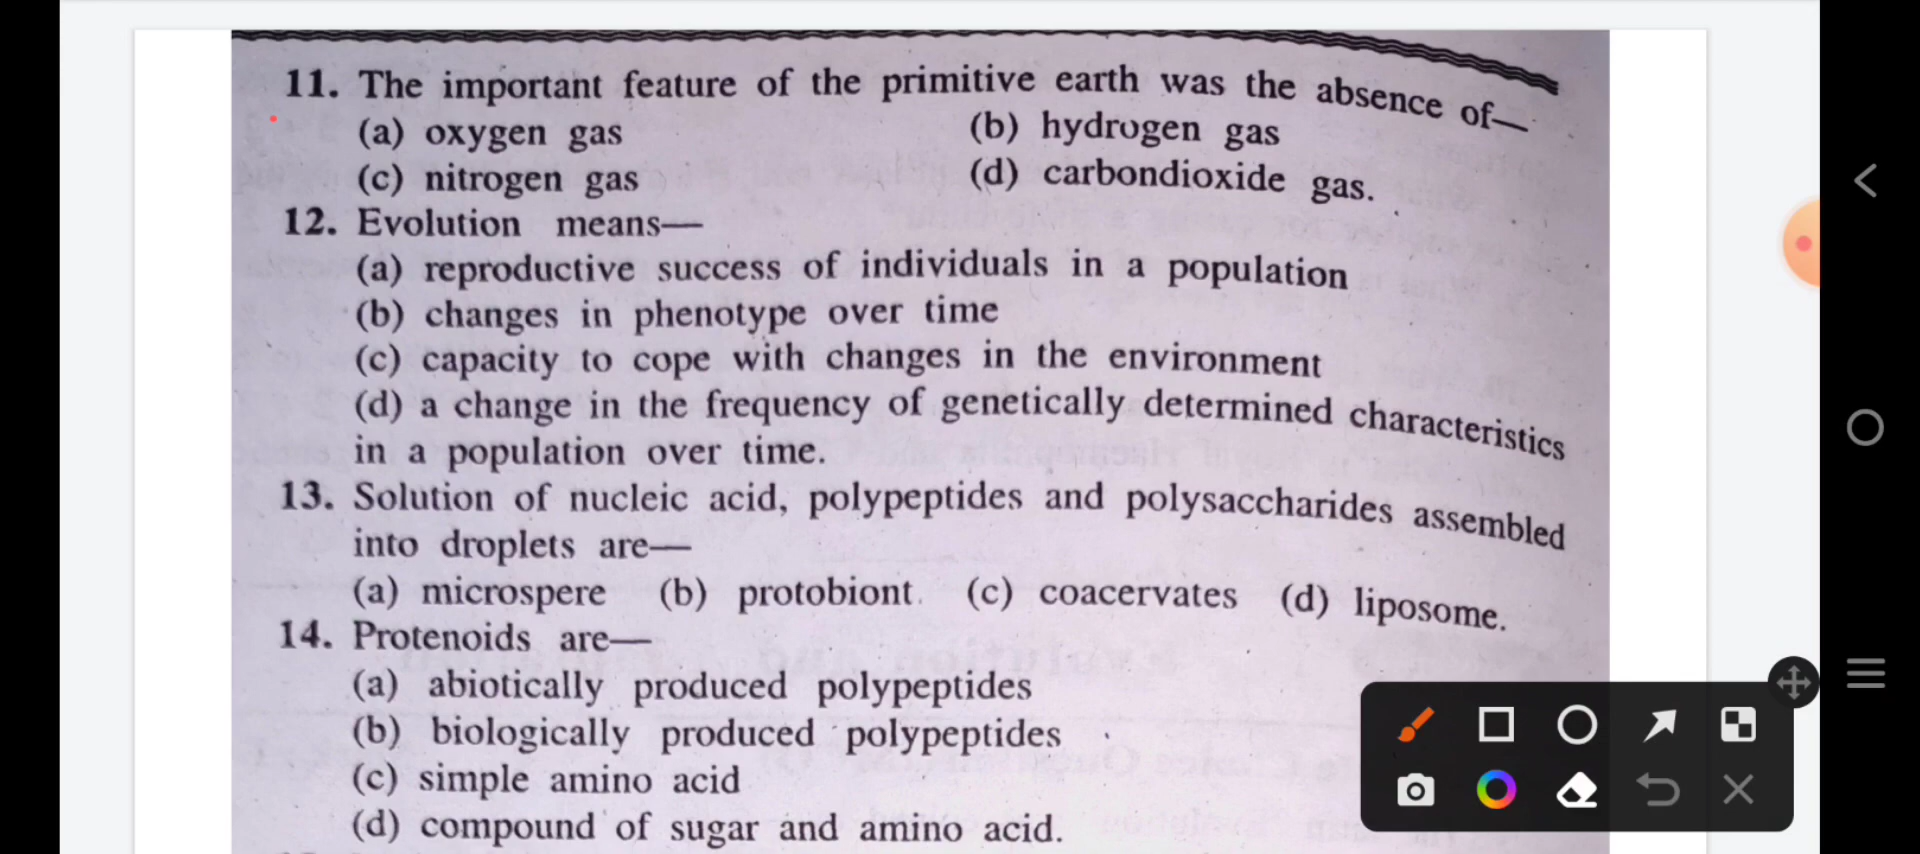 11. The important feature of the primitive earth was the absence of—
(a) oxygen gas (b) hydrogen gas
(c) nitrogen gas (d) carbondioxide gas.
12. Evolution means—
(a) reproductive success of individuals in a population
(b) changes in phenotype over time
(c) capacity to cope with changes in the environment
(d) a change in the frequency of genetically determined characteristics
in a population over time.
13. Solution of nucleic acid, polypeptides and polysaccharides assembled
into droplets are—
(a) microspere (b) protobiont. (c) coacervates (d) liposome.
14. Protenoids are—
(a) abiotically produced polypeptides
(b) biologically produced polypeptides
(c) simple amino acid
(d) compound of sugar and amino acid.